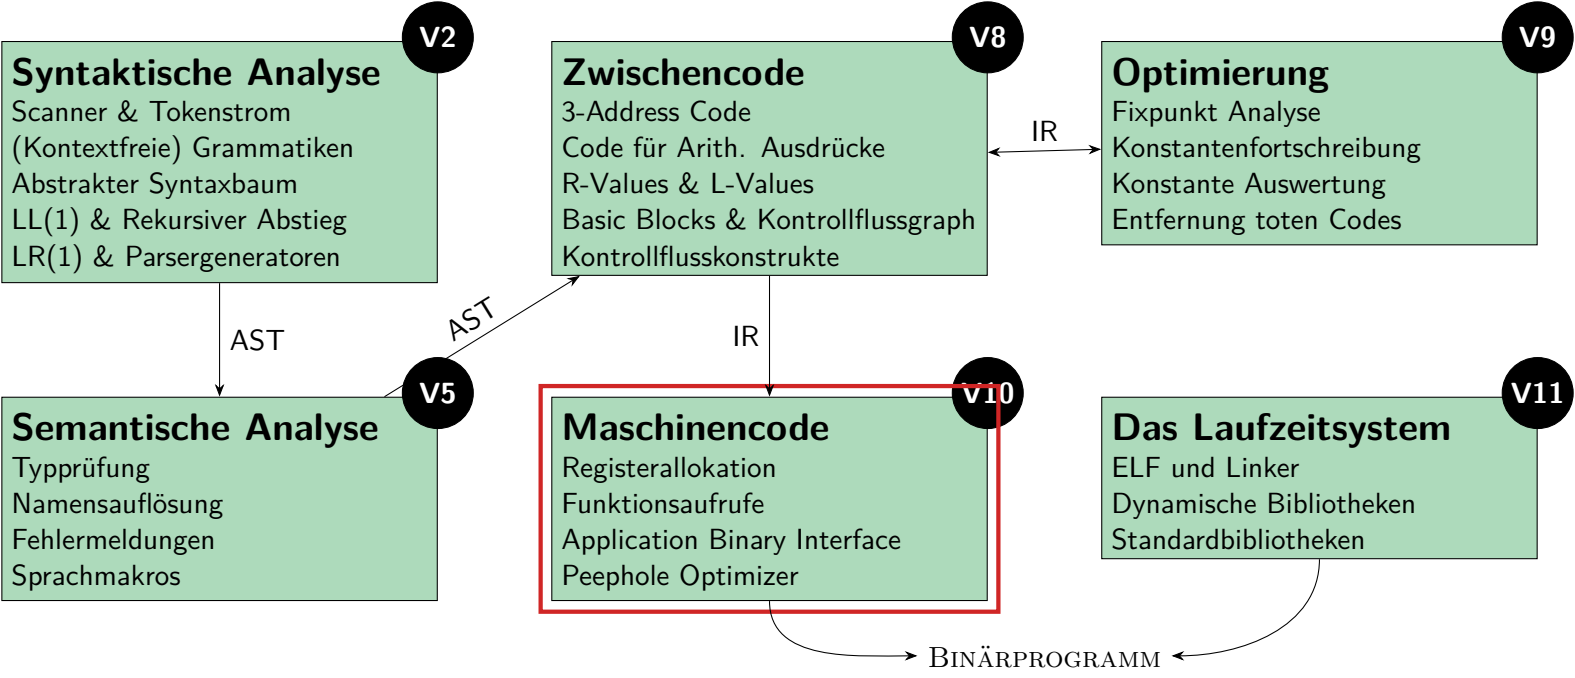 V2
Syntaktische Analyse
Scanner & Tokenstrom
(Kontextfreie) Grammatiken
Abstrakter Syntaxbaum
LL(1) & Rekursiver Abstieg
LR(1) & Parsergeneratoren
AST
V5
Semantische Analyse
Typprüfung
Namensauflösung
Fehlermeldungen
Sprachmakros
AST
V8
Zwischencode
3-Address Code
Code für Arith. Ausdrücke
R-Values & L-Values
Basic Blocks & Kontrollflussgraph
Kontrollflusskonstrukte
IR
V9
Optimierung
Fixpunkt Analyse
Konstantenfortschreibung
Konstante Auswertung
Entfernung toten Codes
IR
V10
Maschinencode
Registerallokation
Funktionsaufrufe
Application Binary Interface
Peephole Optimizer
V11
Das Laufzeitsystem
ELF und Linker
Dynamische Bibliotheken
Standardbibliotheken
BINÄRPROGRAMM